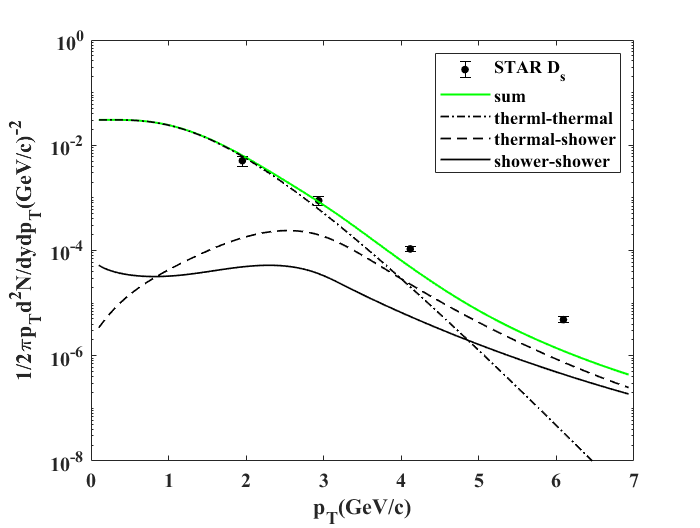 10^0
10^-2
10^-4
10^-6
10^-8
1/2πp_T d^2N/dydp_T(GeV/c)^-2
STAR D_s
sum
therml-thermal
thermal-shower
shower-shower
0 1 2 3 4 5 6 7
p_T(GeV/c)